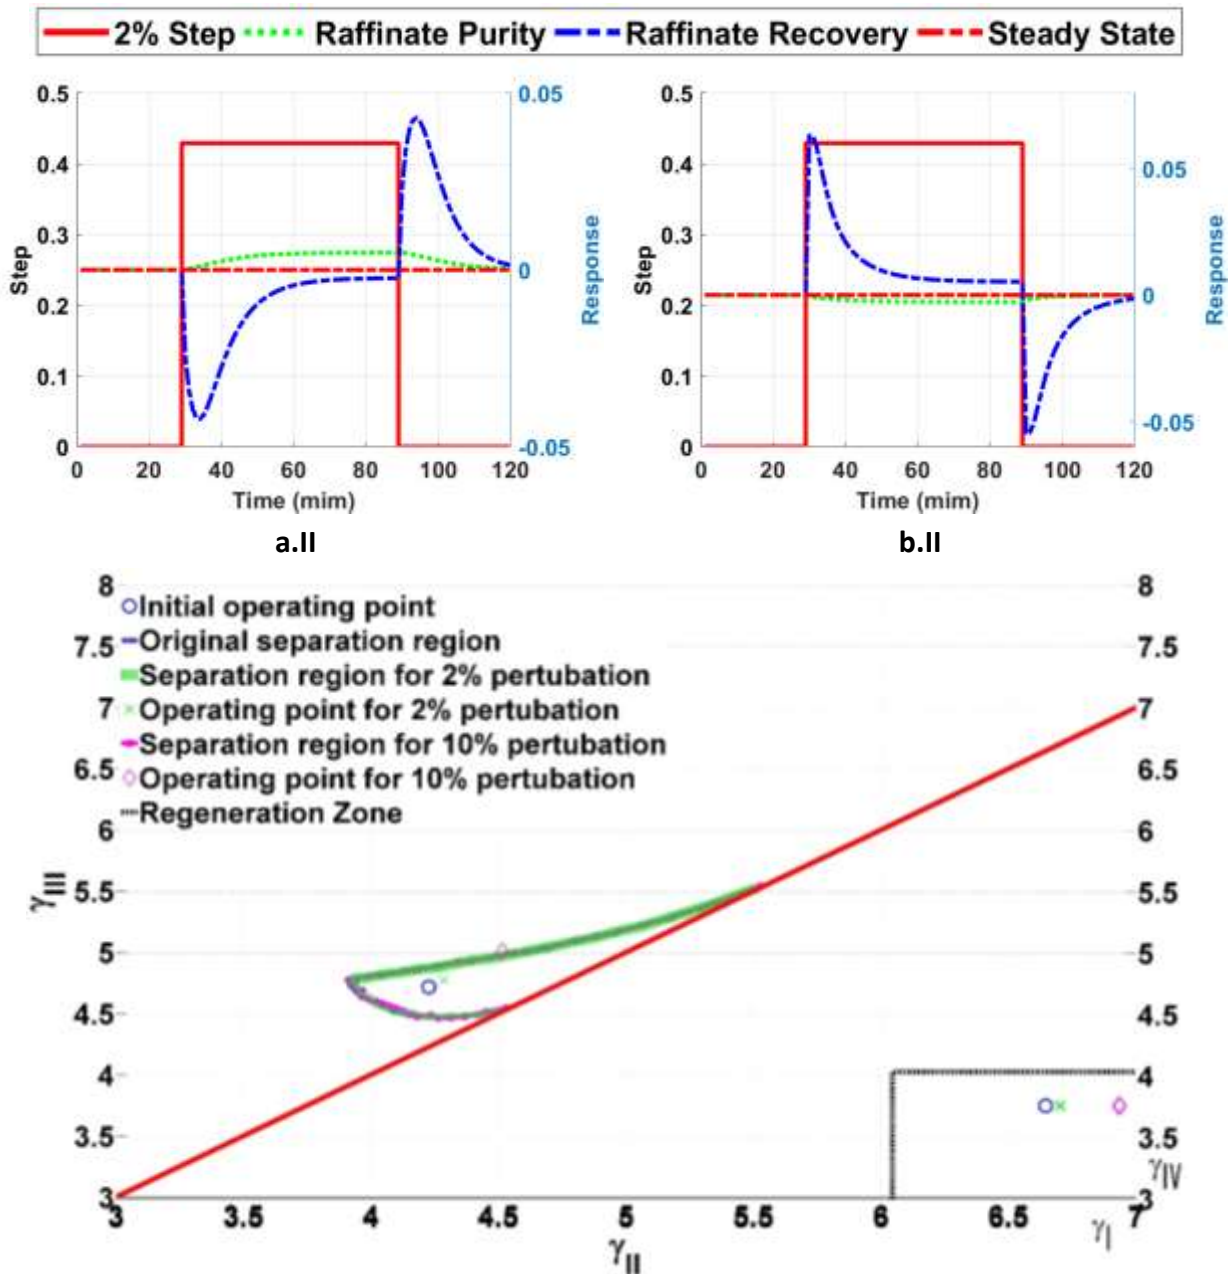 2% Step Raffinate Purity Raffinate Recovery Steady State
0.5 0.05
0.4
0.3
0.2
0.1
0
0 -0.05
Step
Response
0 20 40 60 80 100 120
Time (mim)
a.II
0.5
0.4
0.3
0.2
0.1
0
0.05
0
-0.05
Step
Response
0 20 40 60 80 100 120
Time (mim)
b.II
8
7.5
7
6.5
6
5.5
5
4.5
4
3.5
3
γIII
Initial operating point
Original separation region
Separation region for 2% pertubation
Operating point for 2% pertubation
Separation region for 10% pertubation
Operating point for 10% pertubation
Regeneration Zone
8
7.5
7
6.5
6
5.5
5
4.5
4
3.5
γIV
3
3 3.5 4 4.5 5 5.5 6 6.5 7
γII
γI